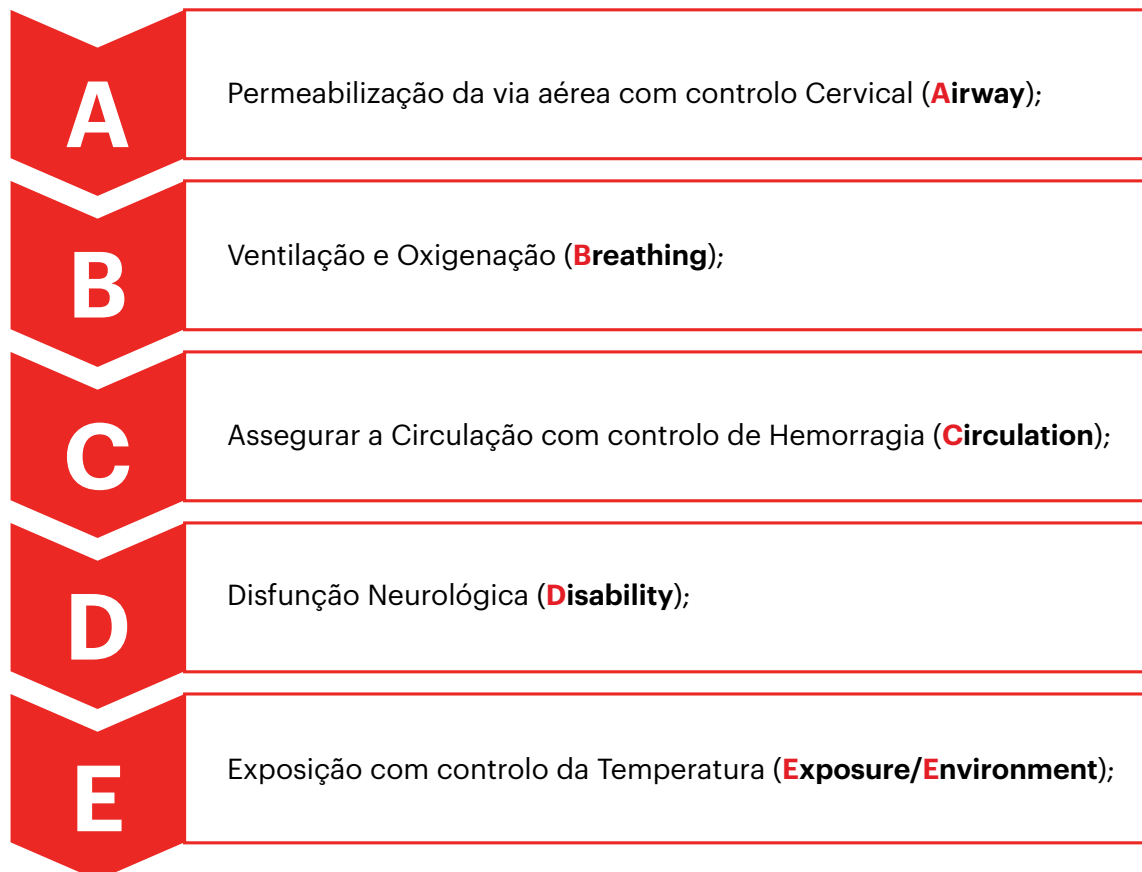 A
Permeabilização da via aérea com controlo Cervical (Airway);
B
Ventilação e Oxigenação (Breathing);
C
Assegurar a Circulação com controlo de Hemorragia (Circulation);
D
Disfunção Neurológica (Disability);
E
Exposição com controlo da Temperatura (Exposure/Environment);